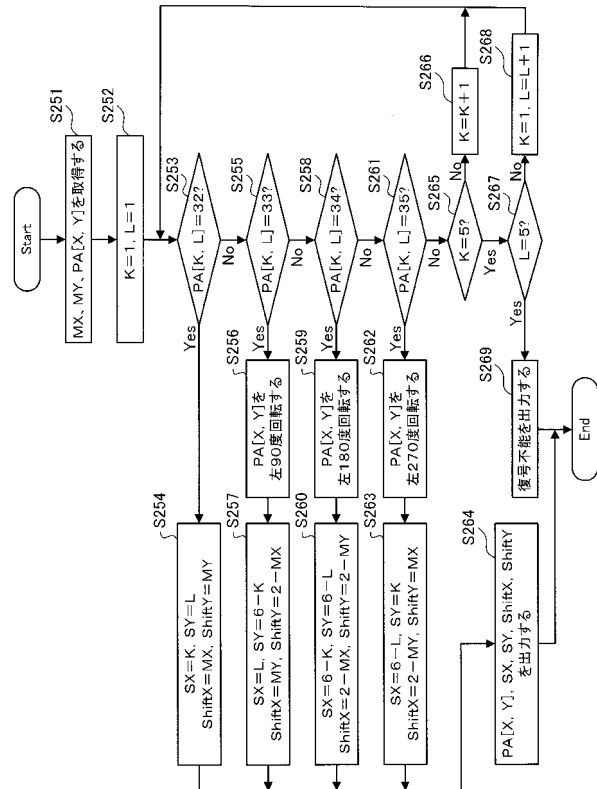 Start
S251
MX、MY、PA[X, Y]を取得する
S252
K=1, L=1
S253
PA[K, L]=32?
Yes
No
S254
SX=K, SY=L
ShiftX=MX, ShiftY=MY
S255
PA[K, L]=33?
Yes
No
S256
PA[X, Y]を
左90度回転する
S257
SX=L, SY=6-K
ShiftX=MY, ShiftY=2-MX
S258
PA[K, L]=34?
Yes
No
S259
PA[X, Y]を
左180度回転する
S260
SX=6-K, SY=6-L
ShiftX=2-MX, ShiftY=2-MY
S261
PA[K, L]=35?
Yes
No
S262
PA[X, Y]を
左270度回転する
S263
SX=6-L, SY=K
ShiftX=2-MY, ShiftY=MX
S264
PA[X, Y], SX, SY, ShiftX, ShiftY
を出力する
S265
K=5?
No
Yes
S266
K=K+1
S267
L=5?
No
Yes
S268
K=1, L=L+1
S269
復号不能を出力する
End